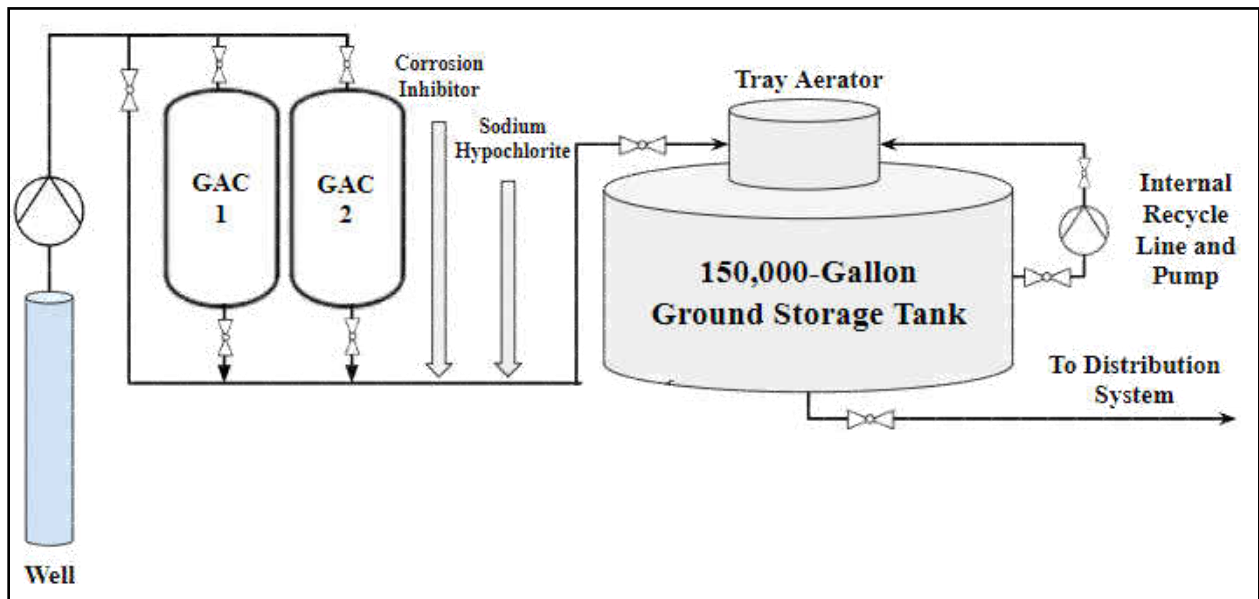 Corrosion
Inhibitor
Sodium
Hypochlorite
Tray Aerator
GAC
1
GAC
2
150,000-Gallon
Ground Storage Tank
Internal
Recycle
Line and
Pump
To Distribution
System
Well